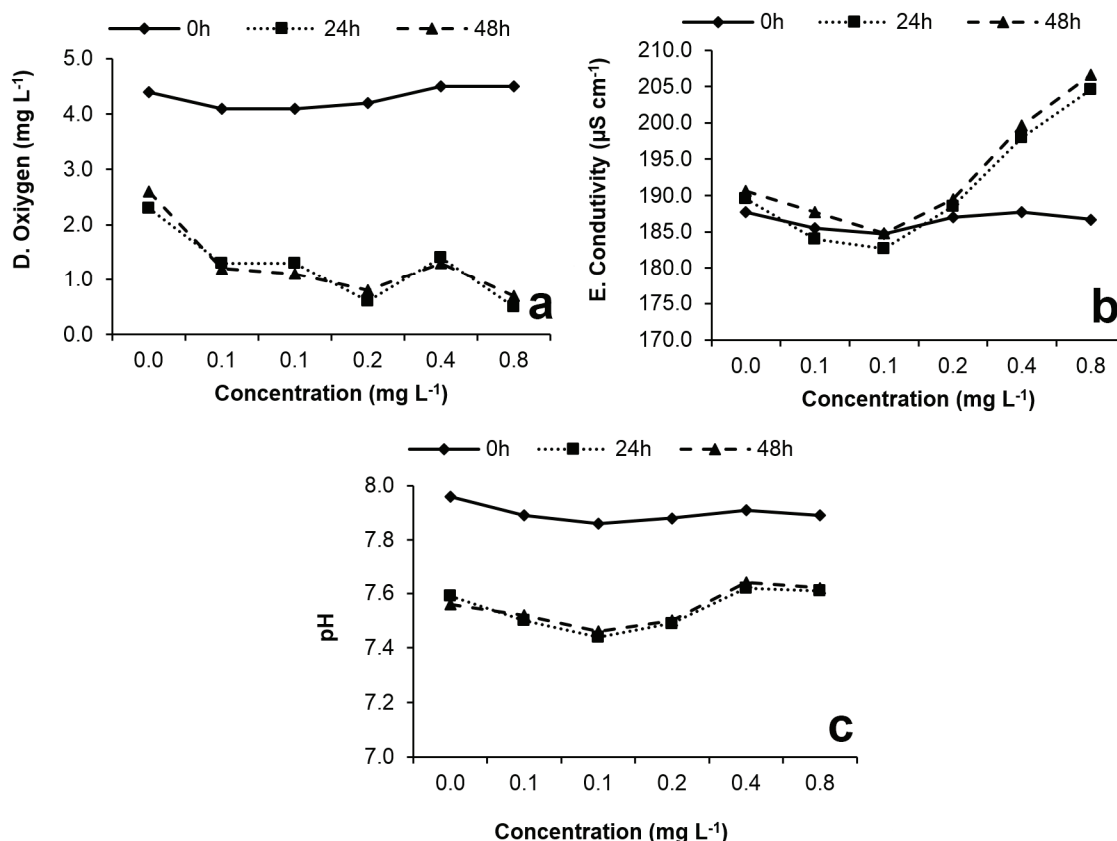 0h 24h 48h
5.0
4.0
3.0
2.0
1.0
0.0
D. Oxiygen (mg L-1)
0.0 0.1 0.1 0.2 0.4 0.8
Concentration (mg L-1)
a
0h 24h 48h
210.0
205.0
200.0
195.0
190.0
185.0
180.0
175.0
170.0
E. Condutivity (µS cm-1)
0.0 0.1 0.1 0.2 0.4 0.8
Concentration (mg L-1)
b
0h 24h 48h
8.0
7.8
7.6
7.4
7.2
7.0
pH
0.0 0.1 0.1 0.2 0.4 0.8
Concentration (mg L-1)
c